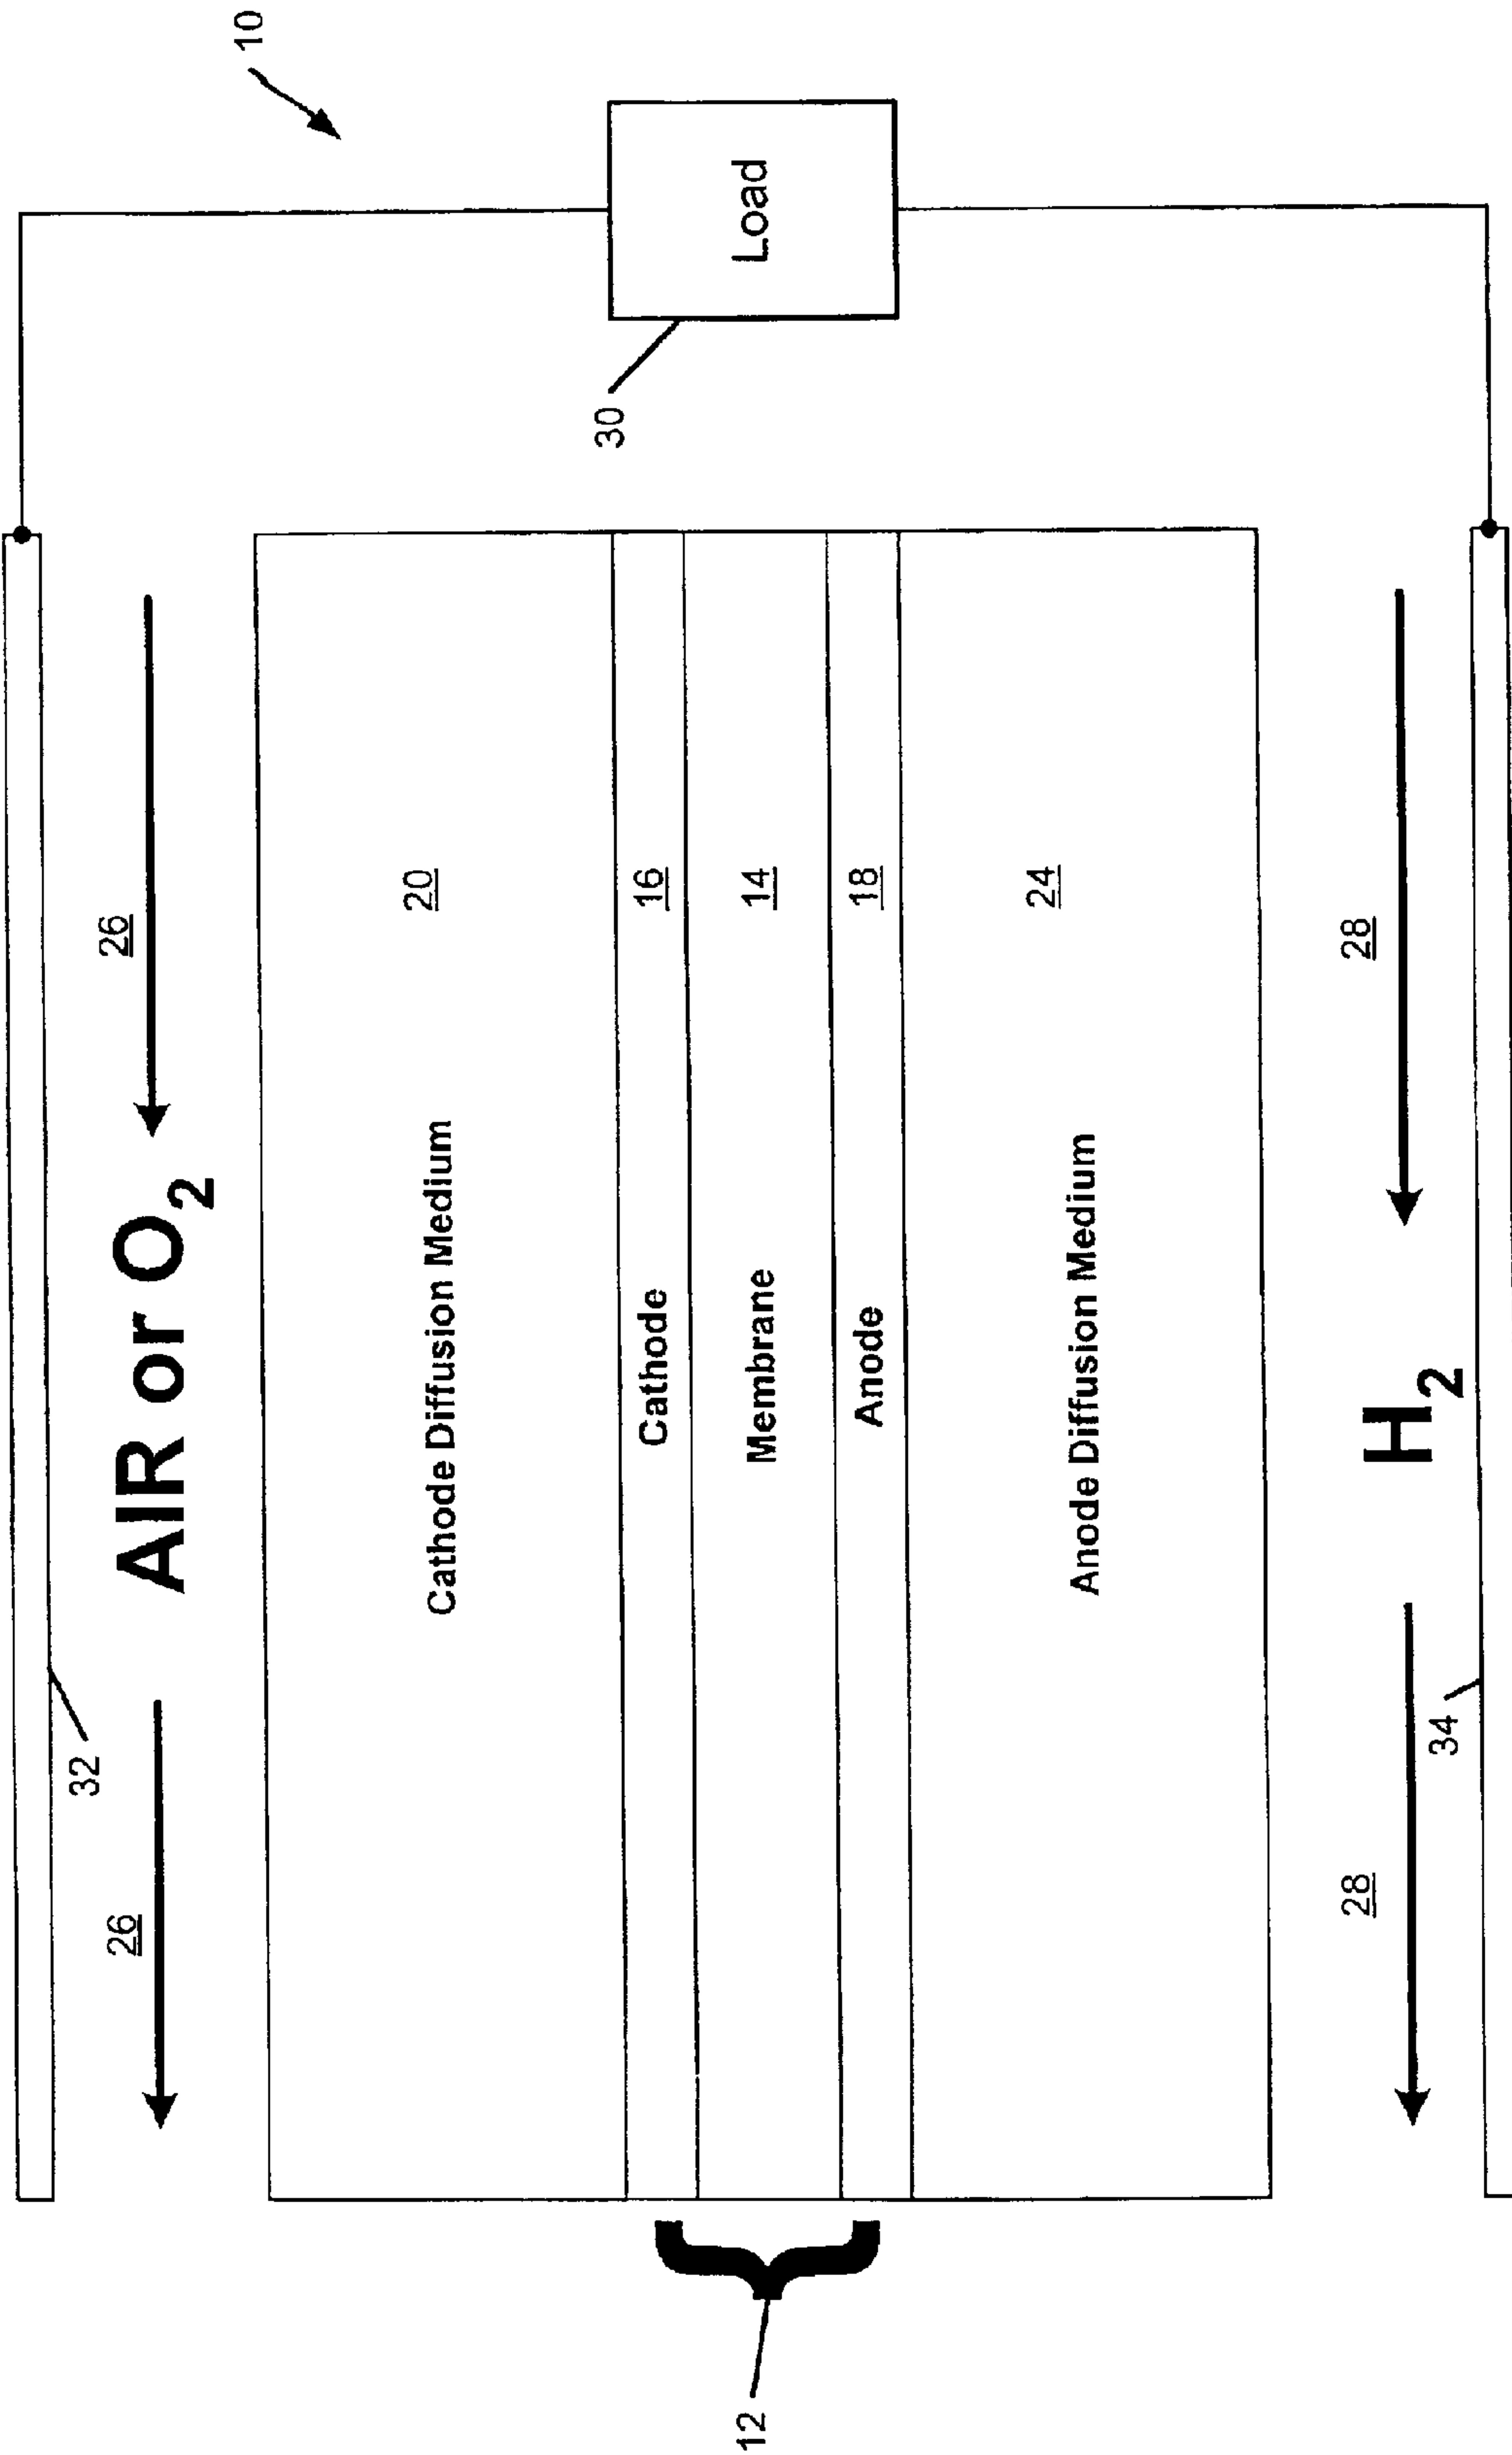 10
32
26
26
AIR or O₂
Cathode Diffusion Medium
20
30
Cathode
16
12
Membrane
14
Load
Anode
18
Anode Diffusion Medium
24
28
28
H₂
34